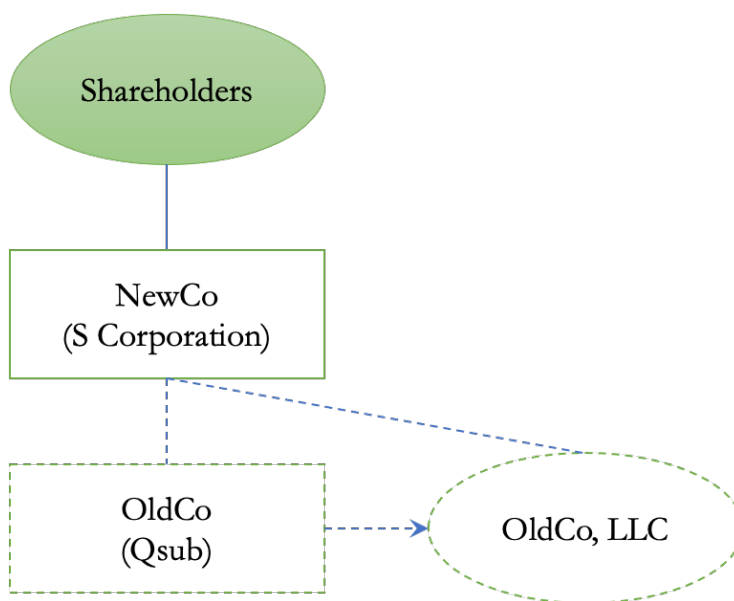 Shareholders
NewCo
(S Corporation)
OldCo
(Qsub)
OldCo, LLC